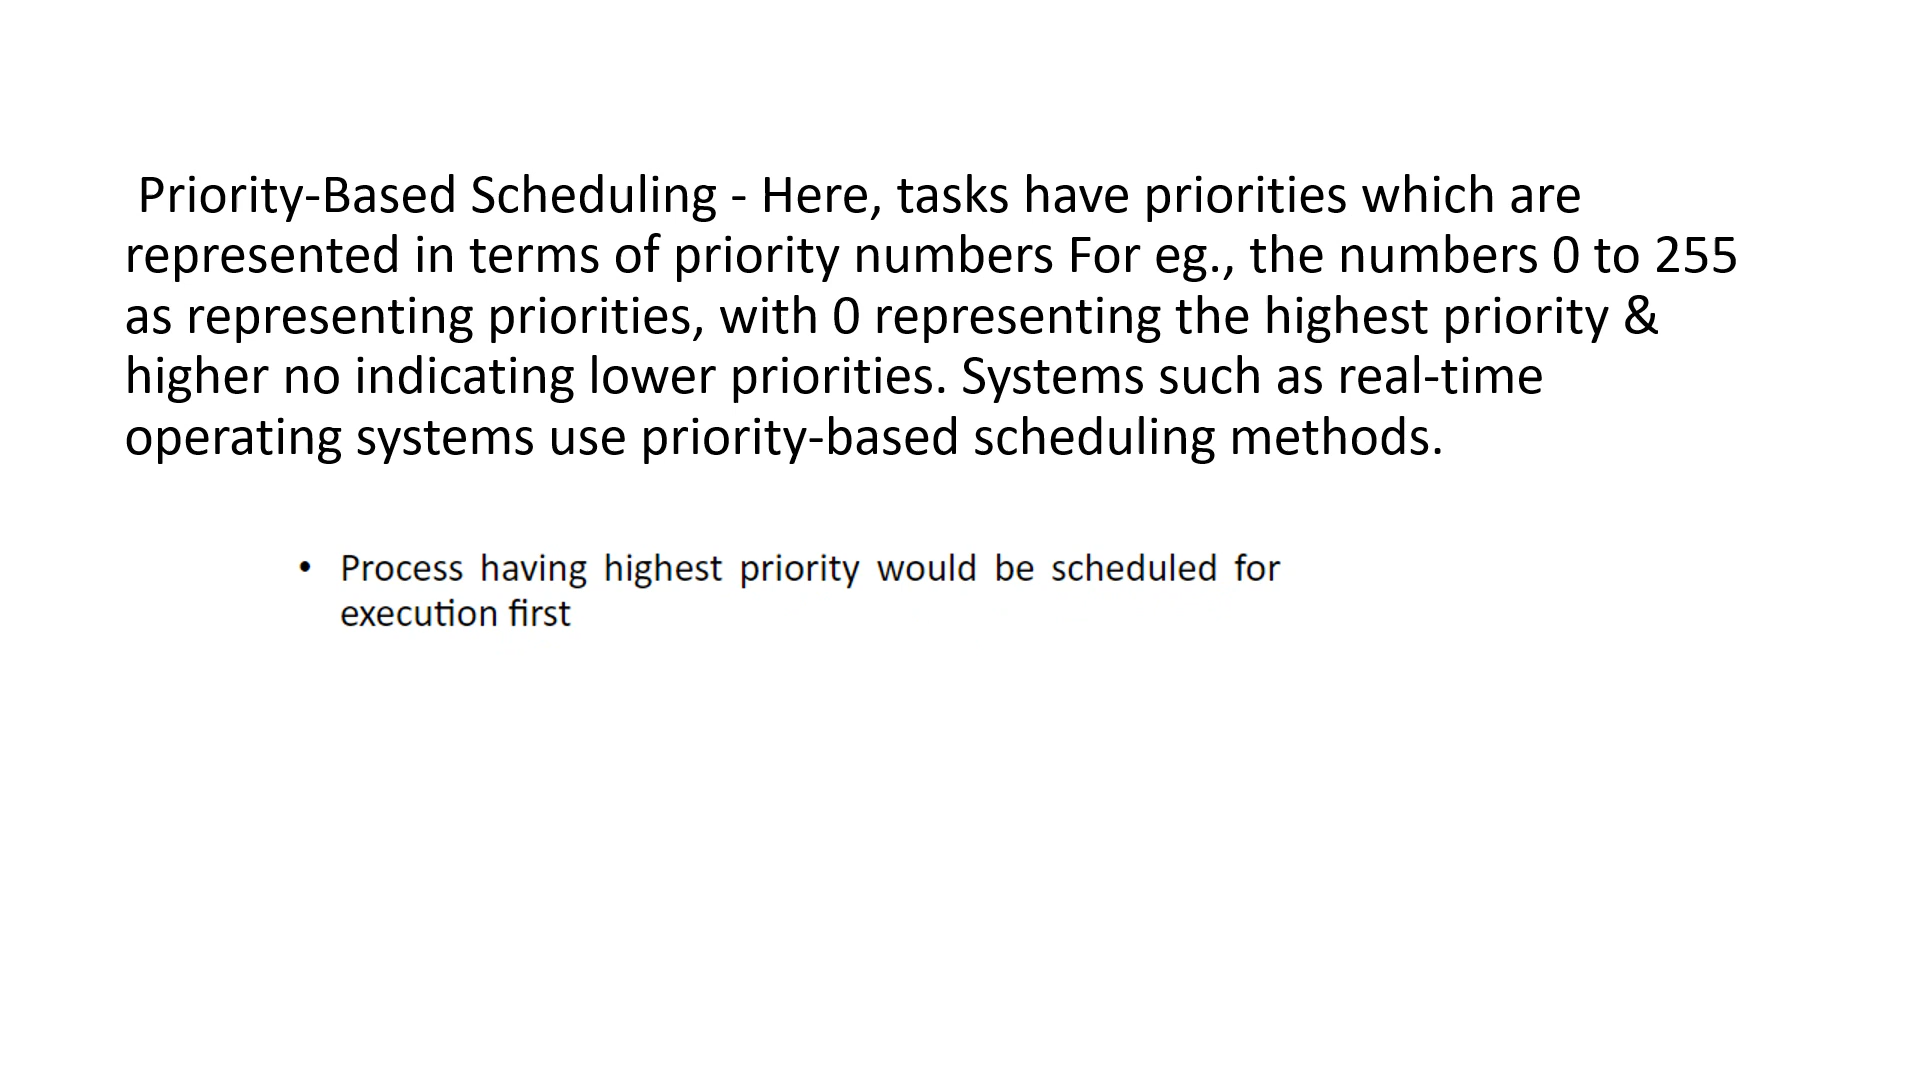 Priority-Based Scheduling - Here, tasks have priorities which are
represented in terms of priority numbers For eg., the numbers 0 to 255
as representing priorities, with 0 representing the highest priority &
higher no indicating lower priorities. Systems such as real-time
operating systems use priority-based scheduling methods.
• Process having highest priority would be scheduled for
execution first